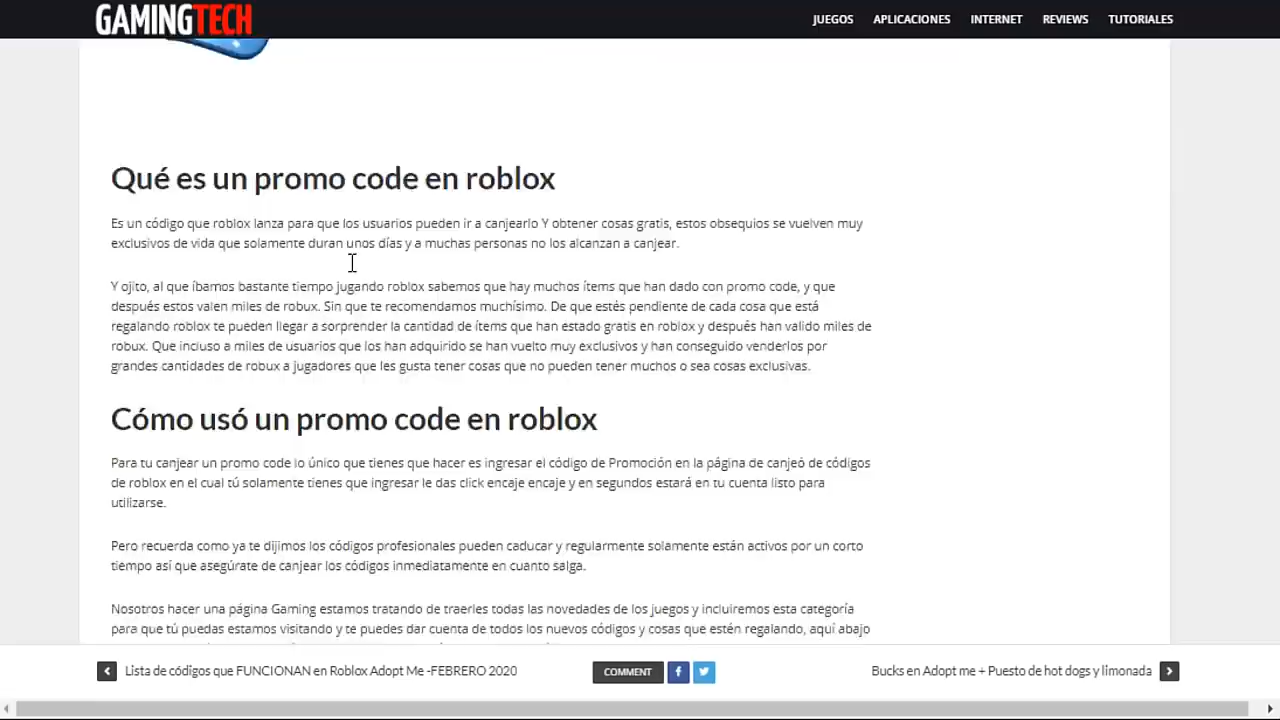 GAMINGTECH
JUEGOS APLICACIONES INTERNET REVIEWS TUTORIALES
Qué es un promo code en roblox
Es un código que roblox lanza para que los usuarios pueden ir a canjearlo Y obtener cosas gratis, estos obsequios se vuelven muy
exclusivos de vida que solamente duran unos días y a muchas personas no los alcanzan a canjear.
Y ojito, al que íbamos bastante tiempo jugando roblox sabemos que hay muchos ítems que han dado con promo code, y que
después estos valen miles de robux. Sin que te recomendamos muchísimo. De que estés pendiente de cada cosa que está
regalando roblox te pueden llegar a sorprender la cantidad de ítems que han estado gratis en roblox y después han valido miles de
robux. Que incluso a miles de usuarios que los han adquirido se han vuelto muy exclusivos y han conseguido venderlos por
grandes cantidades de robux a jugadores que les gusta tener cosas que no pueden tener muchos o sea cosas exclusivas.
Cómo usó un promo code en roblox
Para tu canjear un promo code lo único que tienes que hacer es ingresar el código de Promoción en la página de canjeó de códigos
de roblox en el cual tú solamente tienes que ingresar le das click encaje encaje y en segundos estará en tu cuenta listo para
utilizarse.
Pero recuerda como ya te dijimos los códigos profesionales pueden caducar y regularmente solamente están activos por un corto
tiempo así que asegúrate de canjear los códigos inmediatamente en cuanto salga.
Nosotros hacer una página Gaming estamos tratando de traerles todas las novedades de los juegos y incluiremos esta categoría
para que tú puedas estamos visitando y te puedes dar cuenta de todos los nuevos códigos y cosas que estén regalando, aquí abajo
Lista de códigos que FUNCIONAN en Roblox Adopt Me -FEBRERO 2020
COMMENT
Bucks en Adopt me + Puesto de hot dogs y limonada